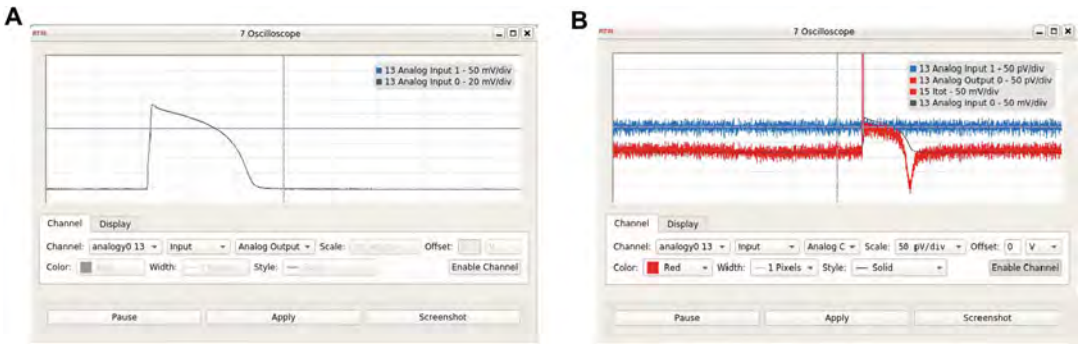 A
RTXI
7 Oscilloscope
13 Analog Input 1 - 50 mV/div
13 Analog Input 0 - 20 mV/div
Channel Display
Channel: analogy0 13 Input Analog Output Scale: Offset: V
Color: Width: Style: Enable Channel
Pause Apply Screenshot
B
RTXI
7 Oscilloscope
13 Analog Input 1 - 50 pV/div
13 Analog Output 0 - 50 pV/div
15 Itot - 50 mV/div
13 Analog Input 0 - 50 mV/div
Channel Display
Channel: analogy0 13 Input Analog C Scale: 50 pV/div Offset: 0 V
Color: Red Width: 1 Pixels Style: Solid Enable Channel
Pause Apply Screenshot